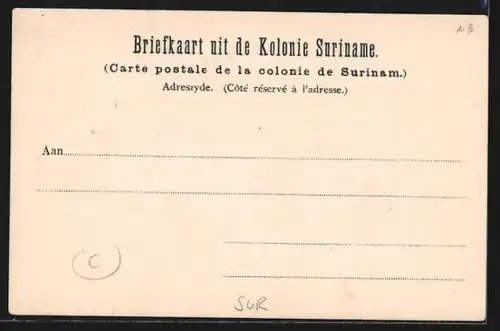 Briefkaart uit de Kolonie Suriname.
(Carte postale de la colonie de Surinam.)
Adreszyde. (Côté réservé à l'adresse.)
Aan
C
SUR